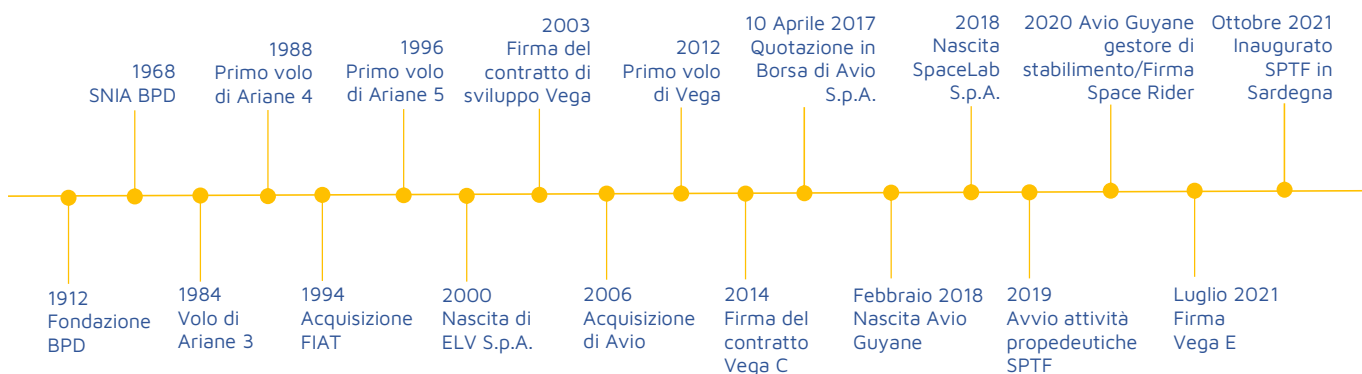 1912
Fondazione
BPD
1968
SNIA BPD
1984
Volo di
Ariane 3
1988
Primo volo
di Ariane 4
1994
Acquisizione
FIAT
1996
Primo volo
di Ariane 5
2000
Nascita di
ELV S.p.A.
2003
Firma del
contratto di
sviluppo Vega
2006
Acquisizione
di Avio
2012
Primo volo
di Vega
2014
Firma del
contratto
Vega C
10 Aprile 2017
Quotazione in
Borsa di Avio
S.p.A.
Febbraio 2018
Nascita Avio
Guyane
2018
Nascita
SpaceLab
S.p.A.
2019
Avvio attività
propedeutiche
SPTF
2020 Avio Guyane
gestore di
stabilimento/Firma
Space Rider
Luglio 2021
Firma
Vega E
Ottobre 2021
Inaugurato
SPTF in
Sardegna